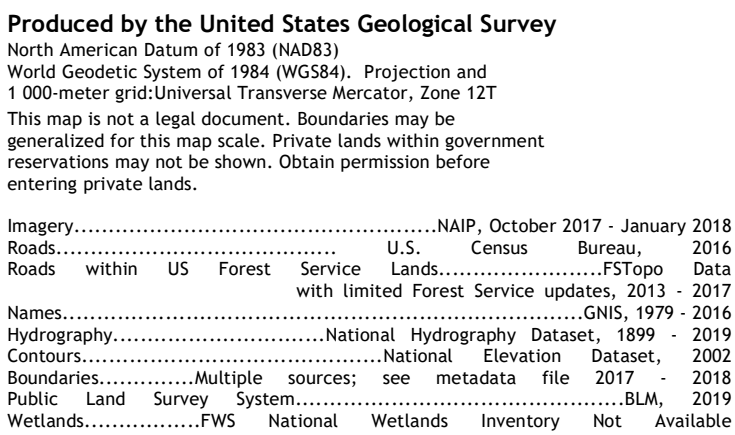 Produced by the United States Geological Survey
North American Datum of 1983 (NAD83)
World Geodetic System of 1984 (WGS84).  Projection and
1 000-meter grid:Universal Transverse Mercator, Zone 12T
This map is not a legal document. Boundaries may be
generalized for this map scale. Private lands within government
reservations may not be shown. Obtain permission before
entering private lands.
Imagery.....................................................NAIP, October 2017 - January 2018
Roads......................................... U.S. Census Bureau, 2016
Roads within US Forest Service Lands........................FSTopo Data
with limited Forest Service updates, 2013 - 2017
Names............................................................................GNIS, 1979 - 2016
Hydrography...............................National Hydrography Dataset, 1899 - 2019
Contours............................................National Elevation Dataset, 2002
Boundaries..............Multiple sources; see metadata file 2017 - 2018
Public Land Survey System................................................BLM, 2019
Wetlands.................FWS National Wetlands Inventory Not Available